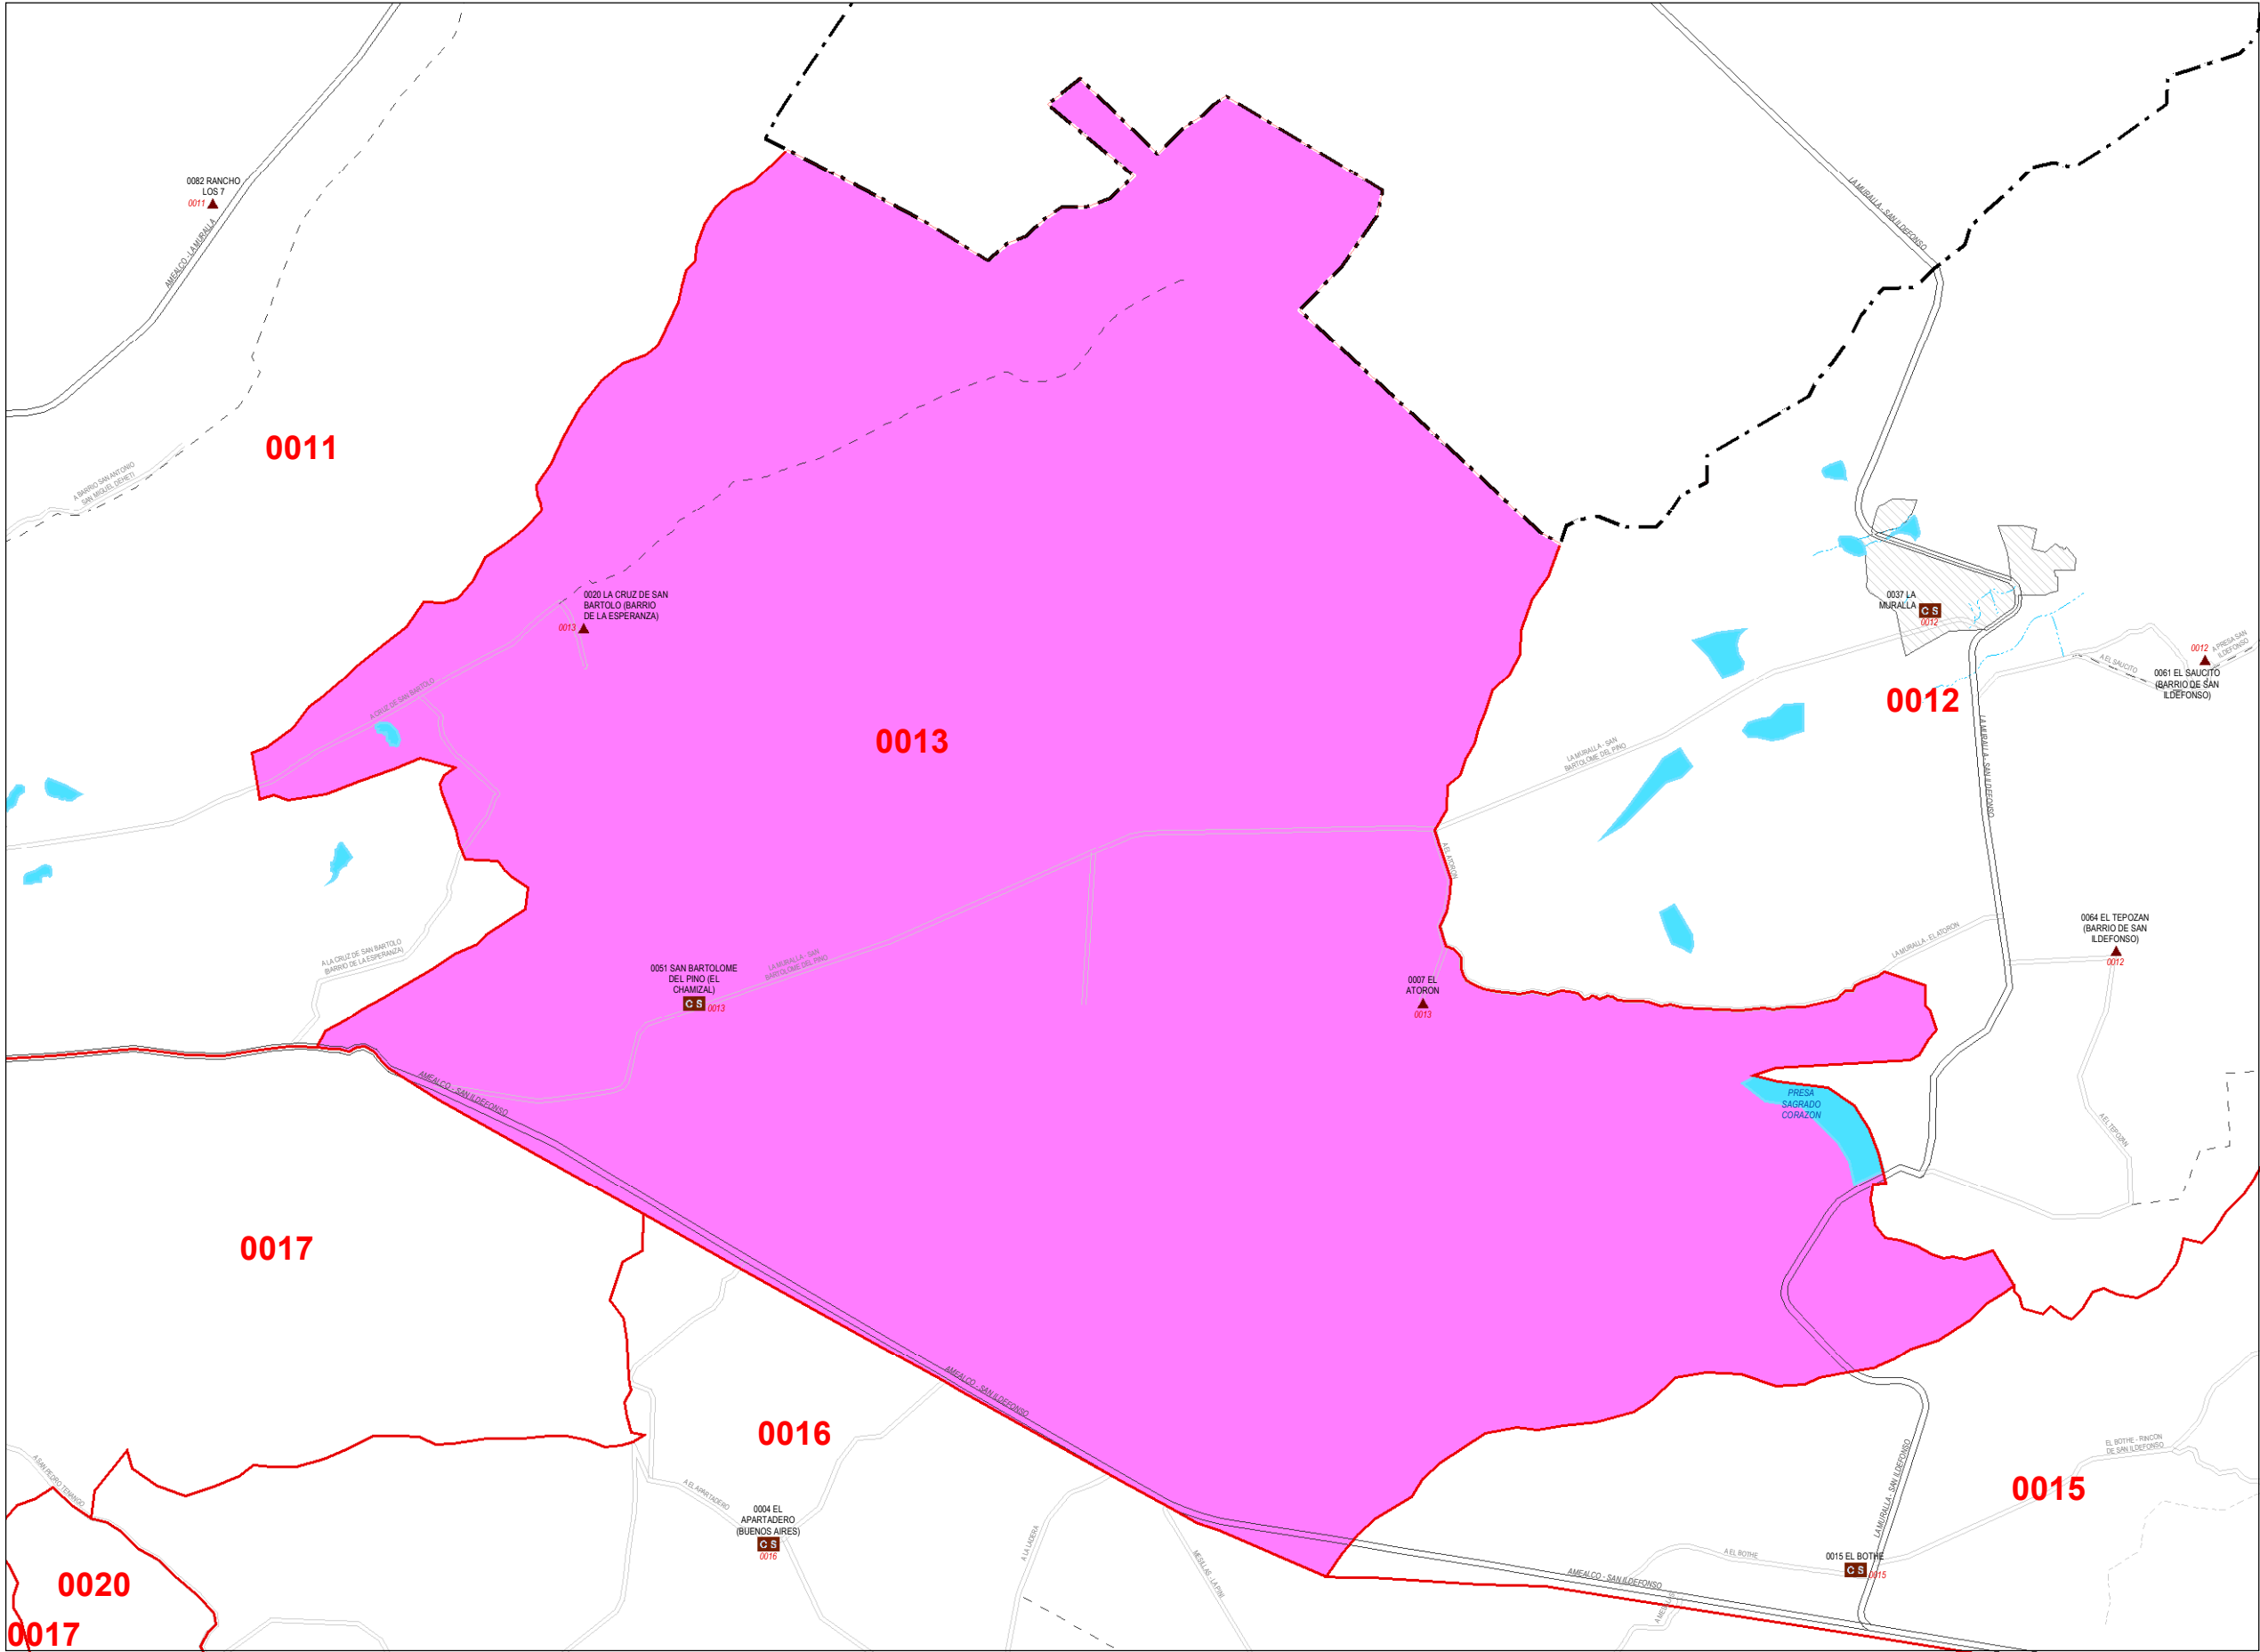 0082 RANCHO
LOS 7
0011
AMEALCO - LA MURALLA
LA MURALLA - SAN ILDEFONSO
0011
A BARRIO SAN ANTONIO
SAN MIGUEL DEHETI
0020 LA CRUZ DE SAN
BARTOLO (BARRIO
DE LA ESPERANZA)
0013
A CRUZ DE SAN BARTOLO
0013
0037 LA
MURALLA
CS
0012
0012
0012
A PRESA SAN
ILDEFONSO
A EL SAUCITO
0061 EL SAUCITO
(BARRIO DE SAN
ILDEFONSO)
LA MURALLA - SAN ILDEFONSO
LA MURALLA - SAN
BARTOLOME DEL PINO
A EL ATORON
A LA CRUZ DE SAN BARTOLO
(BARRIO DE LA ESPERANZA)
0051 SAN BARTOLOME
DEL PINO (EL
CHAMIZAL)
CS
0013
LA MURALLA - SAN
BARTOLOME DEL PINO
0007 EL
ATORON
0013
LA MURALLA - EL ATORON
0064 EL TEPOZAN
(BARRIO DE SAN
ILDEFONSO)
0012
AMEALCO - SAN ILDEFONSO
PRESA
SAGRADO
CORAZON
A EL TEPOZAN
0017
AMEALCO - SAN ILDEFONSO
0016
A SAN PEDRO TENANGO
A EL APARTADERO
0004 EL
APARTADERO
(BUENOS AIRES)
CS
0016
A LA LADERA
MESILLAS - LA PINI
LA MURALLA - SAN ILDEFONSO
EL BOTHE - RINCON
DE SAN ILDEFONSO
0015
A EL BOTHE
0015 EL BOTHE
CS
0015
AMEALCO - SAN ILDEFONSO
A MESILLAS
0020
0017